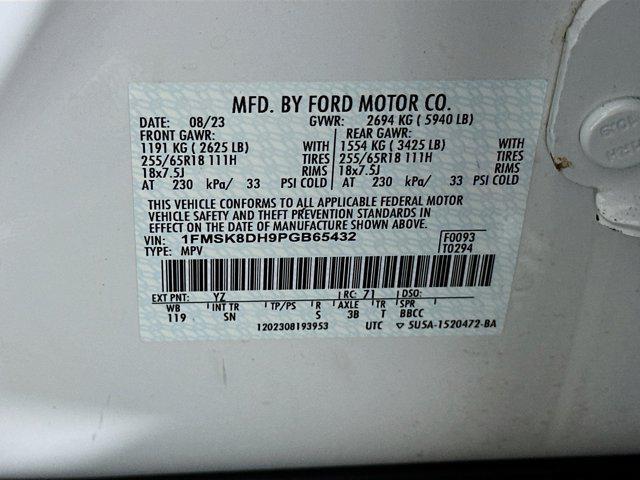 MFD. BY FORD MOTOR CO.
DATE: 08/23 GVWR: 2694 KG ( 5940 LB)
FRONT GAWR: REAR GAWR:
1191 KG ( 2625 LB) WITH 1554 KG ( 3425 LB) WITH
255/65R18 111H TIRES 255/65R18 111H TIRES
18x7.5J RIMS 18x7.5J RIMS
AT 230 kPa/ 33 PSI COLD AT 230 kPa/ 33 PSI COLD
THIS VEHICLE CONFORMS TO ALL APPLICABLE FEDERAL MOTOR
VEHICLE SAFETY AND THEFT PREVENTION STANDARDS IN
EFFECT ON THE DATE OF MANUFACTURE SHOWN ABOVE.
VIN: 1FMSK8DH9PGB65432 F0093
TYPE: MPV T0294
EXT PNT: YZ RC: 71 DSO:
WB INT TR TP/PS R AXLE TR SPR
119 SN S 3B T BBCC
1202308193953 UTC 5U5A-1520472-BA